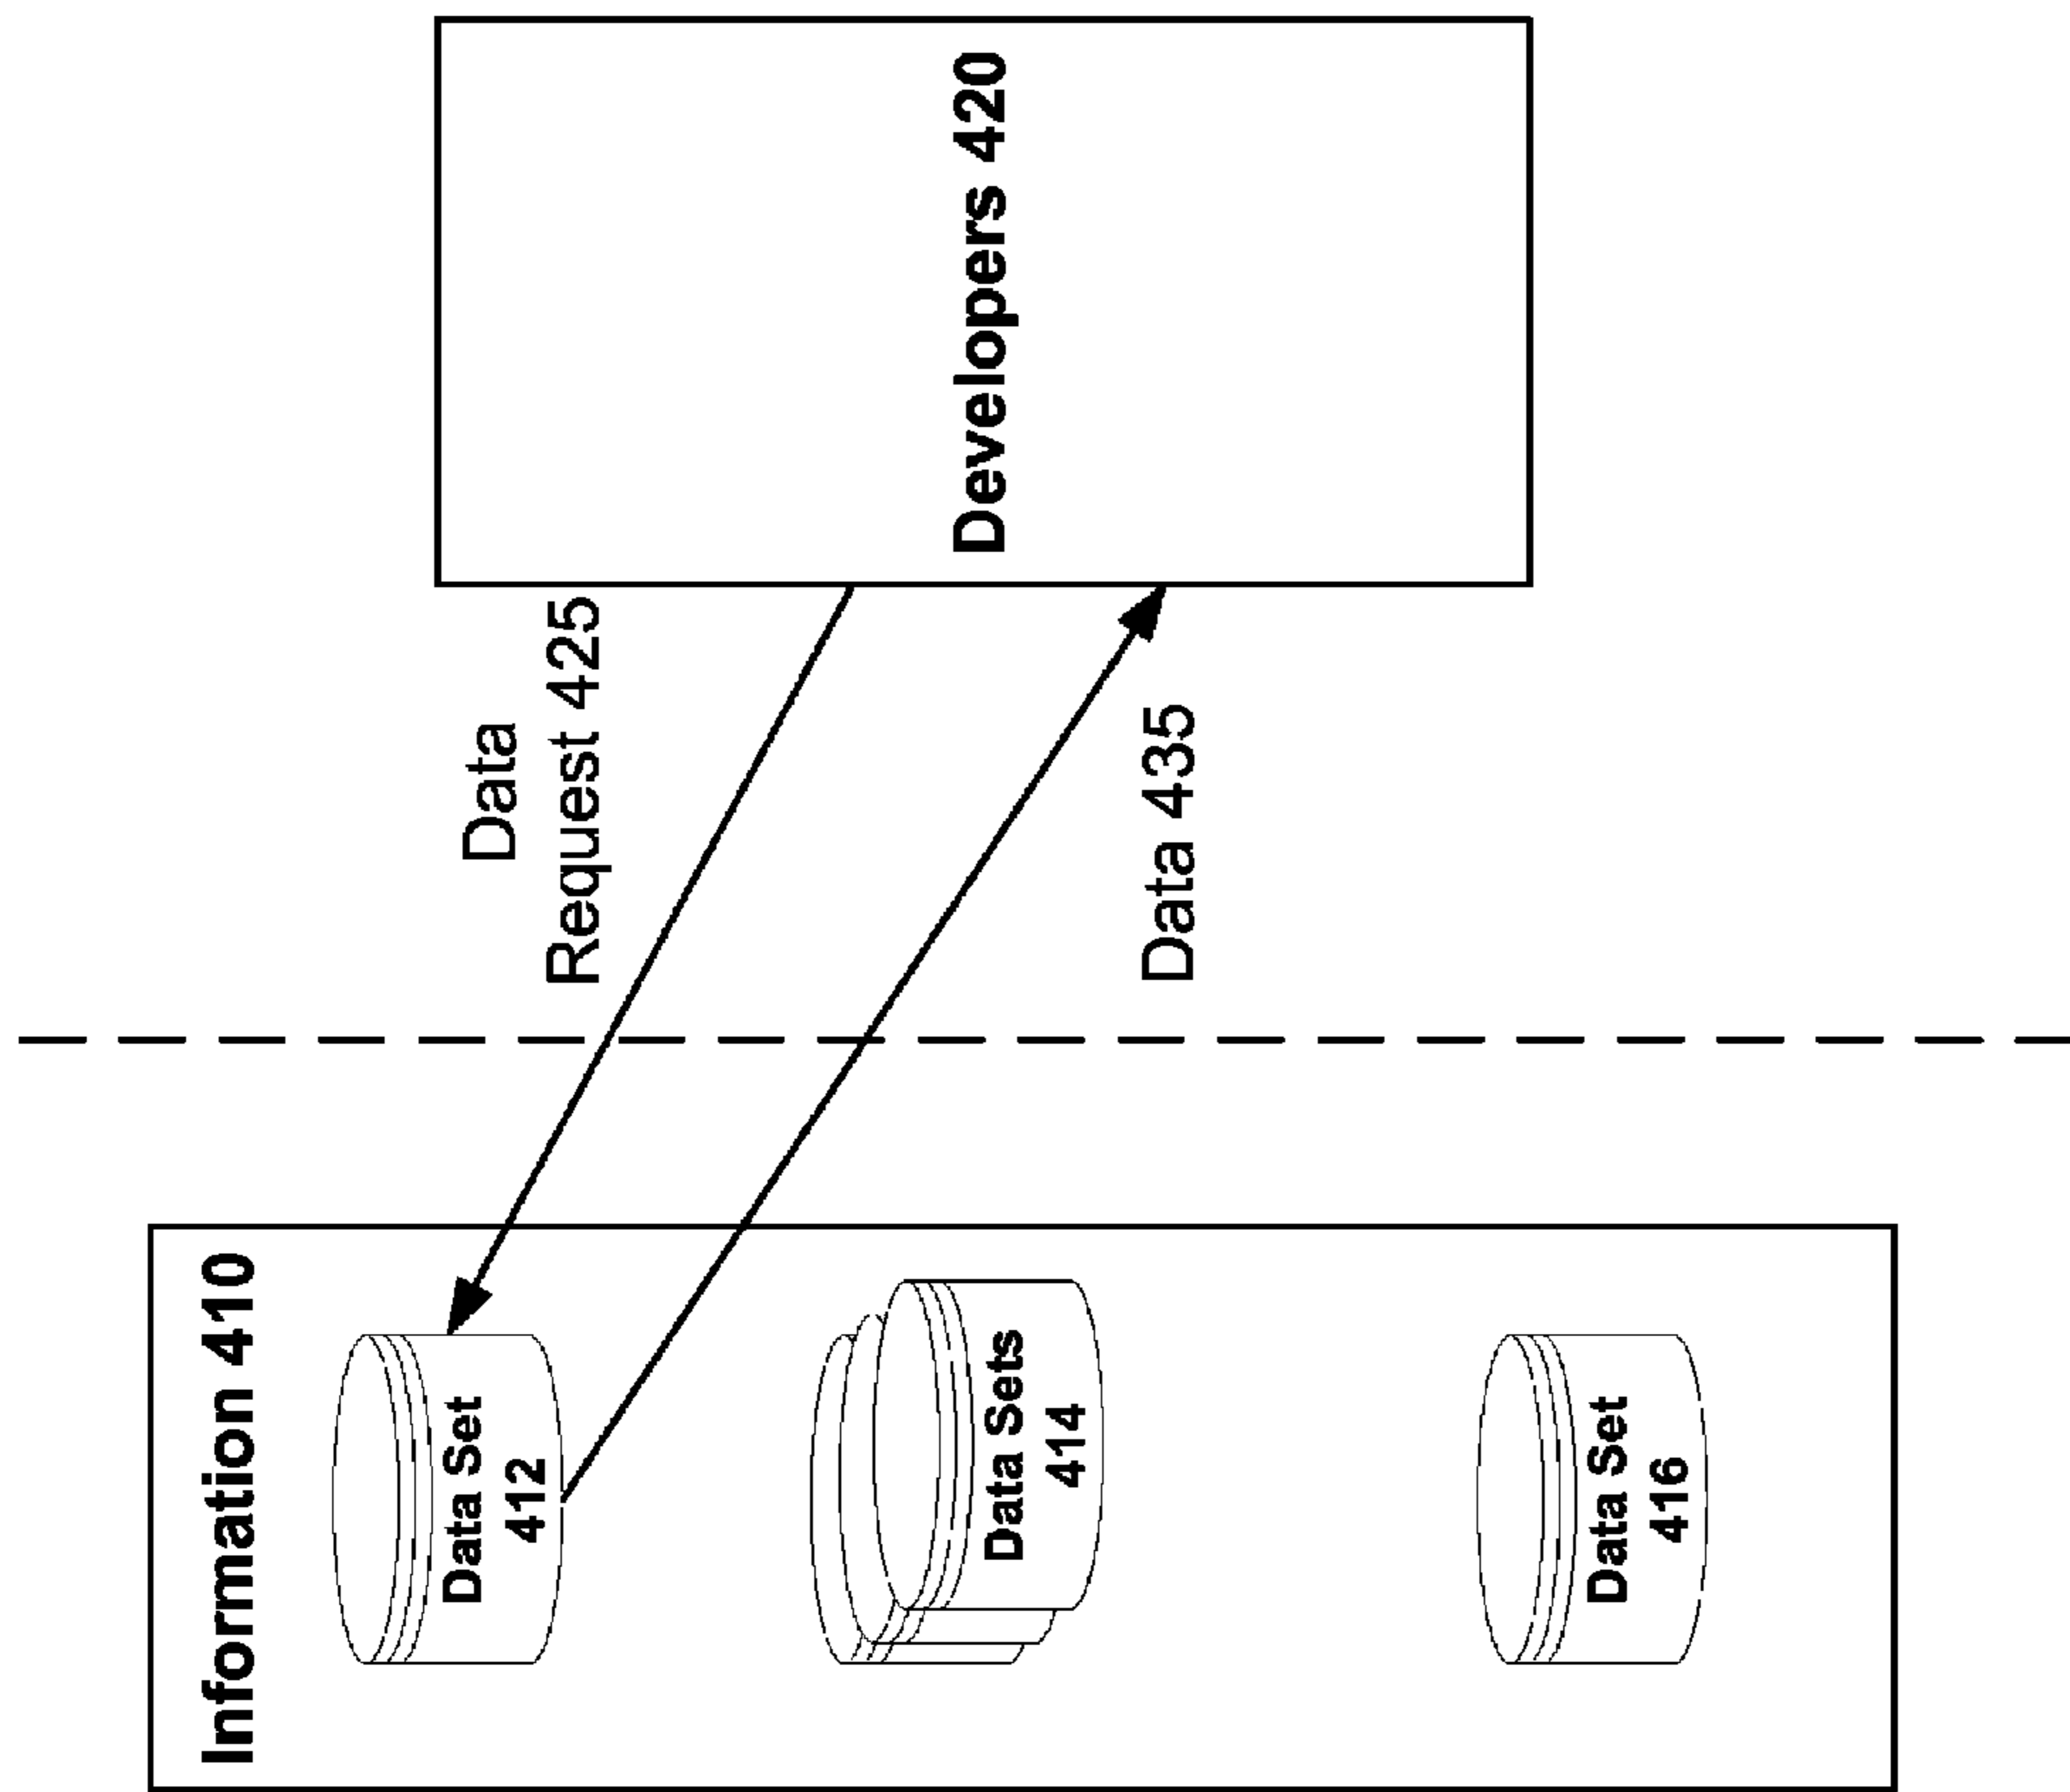 Information 410
Data Set
412
Data Sets
414
Data Set
416
Data
Request 425
Data 435
Developers 420